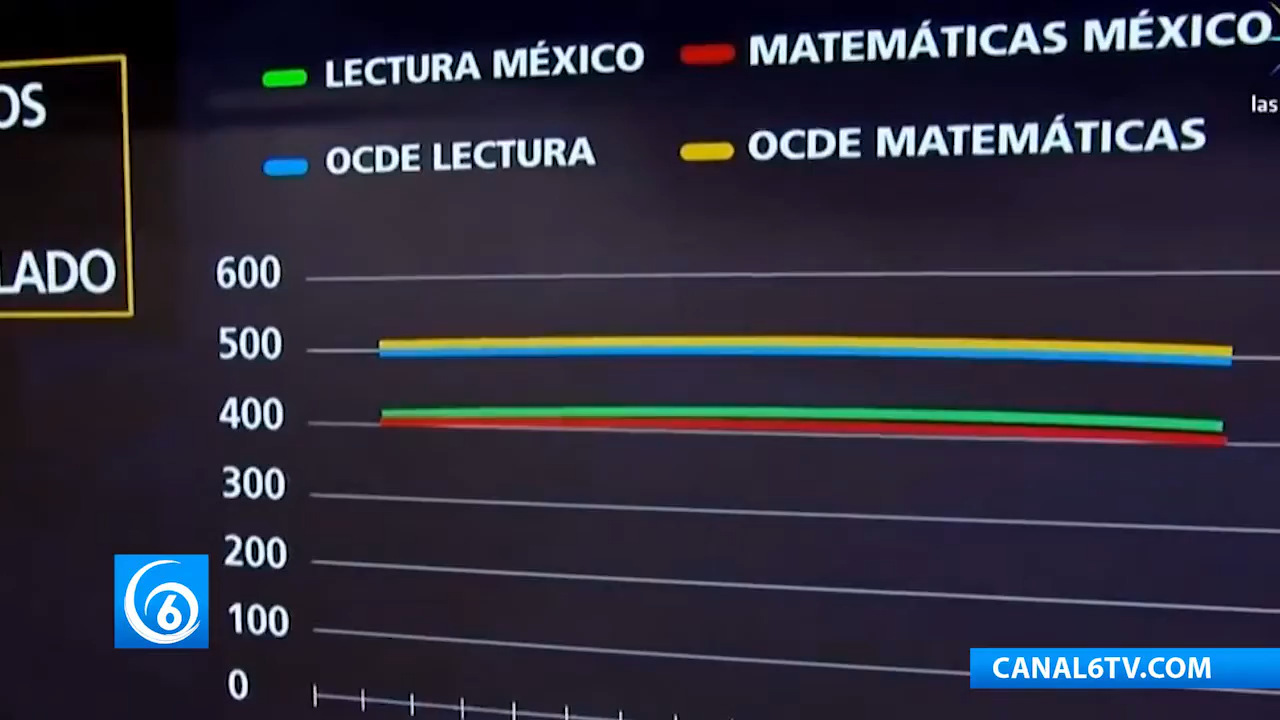 OS
LADO
LECTURA MÉXICO
MATEMÁTICAS MÉXICO
OCDE LECTURA
OCDE MATEMÁTICAS
las
600
500
400
300
200
100
0
6
CANAL6TV.COM